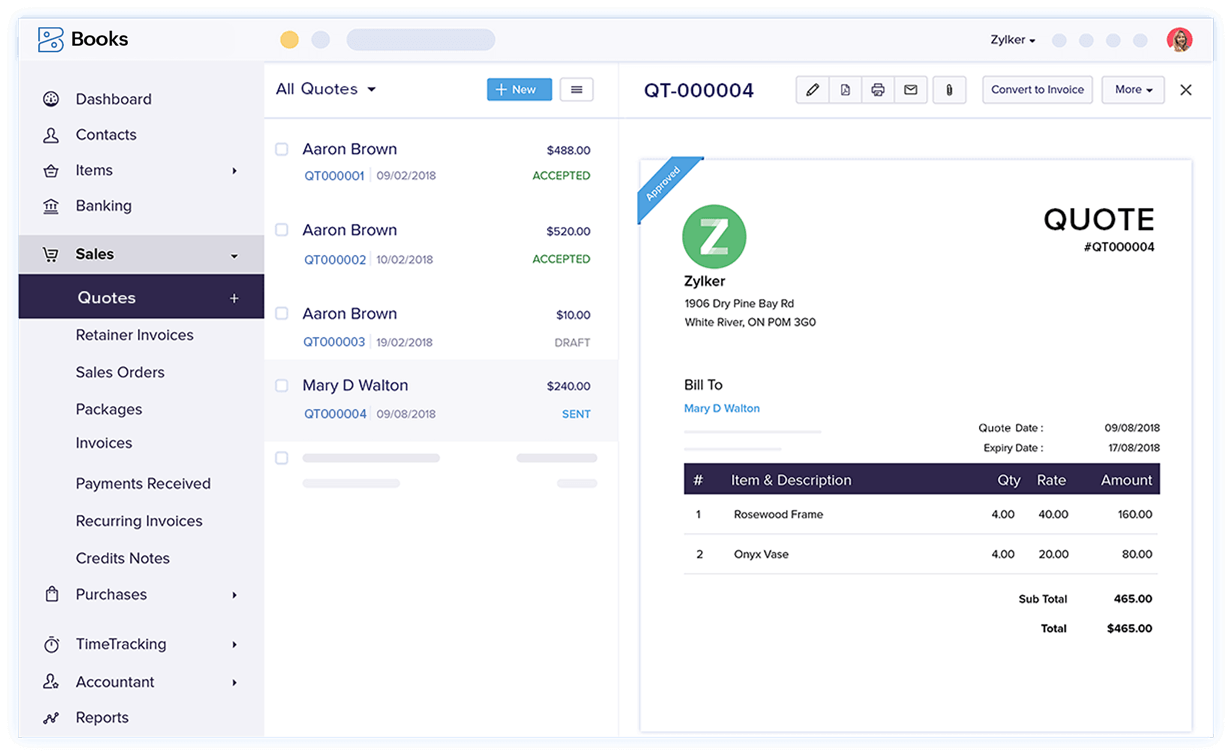 Books
Zylker
Dashboard
Contacts
Items
Banking
Sales
Quotes +
Retainer Invoices
Sales Orders
Packages
Invoices
Payments Received
Recurring Invoices
Credits Notes
Purchases
TimeTracking
Accountant
Reports
All Quotes
+ New
Aaron Brown $488.00
QT000001 09/02/2018 ACCEPTED
Aaron Brown $520.00
QT000002 10/02/2018 ACCEPTED
Aaron Brown $10.00
QT000003 19/02/2018 DRAFT
Mary D Walton $240.00
QT000004 09/08/2018 SENT
QT-000004
Convert to Invoice
More
Approved
Z
QUOTE
#QT000004
Zylker
1906 Dry Pine Bay Rd
White River, ON P0M 3G0
Bill To
Mary D Walton
Quote Date : 09/08/2018
Expiry Date : 17/08/2018
# Item & Description Qty Rate Amount
1 Rosewood Frame 4.00 40.00 160.00
2 Onyx Vase 4.00 20.00 80.00
Sub Total 465.00
Total $465.00